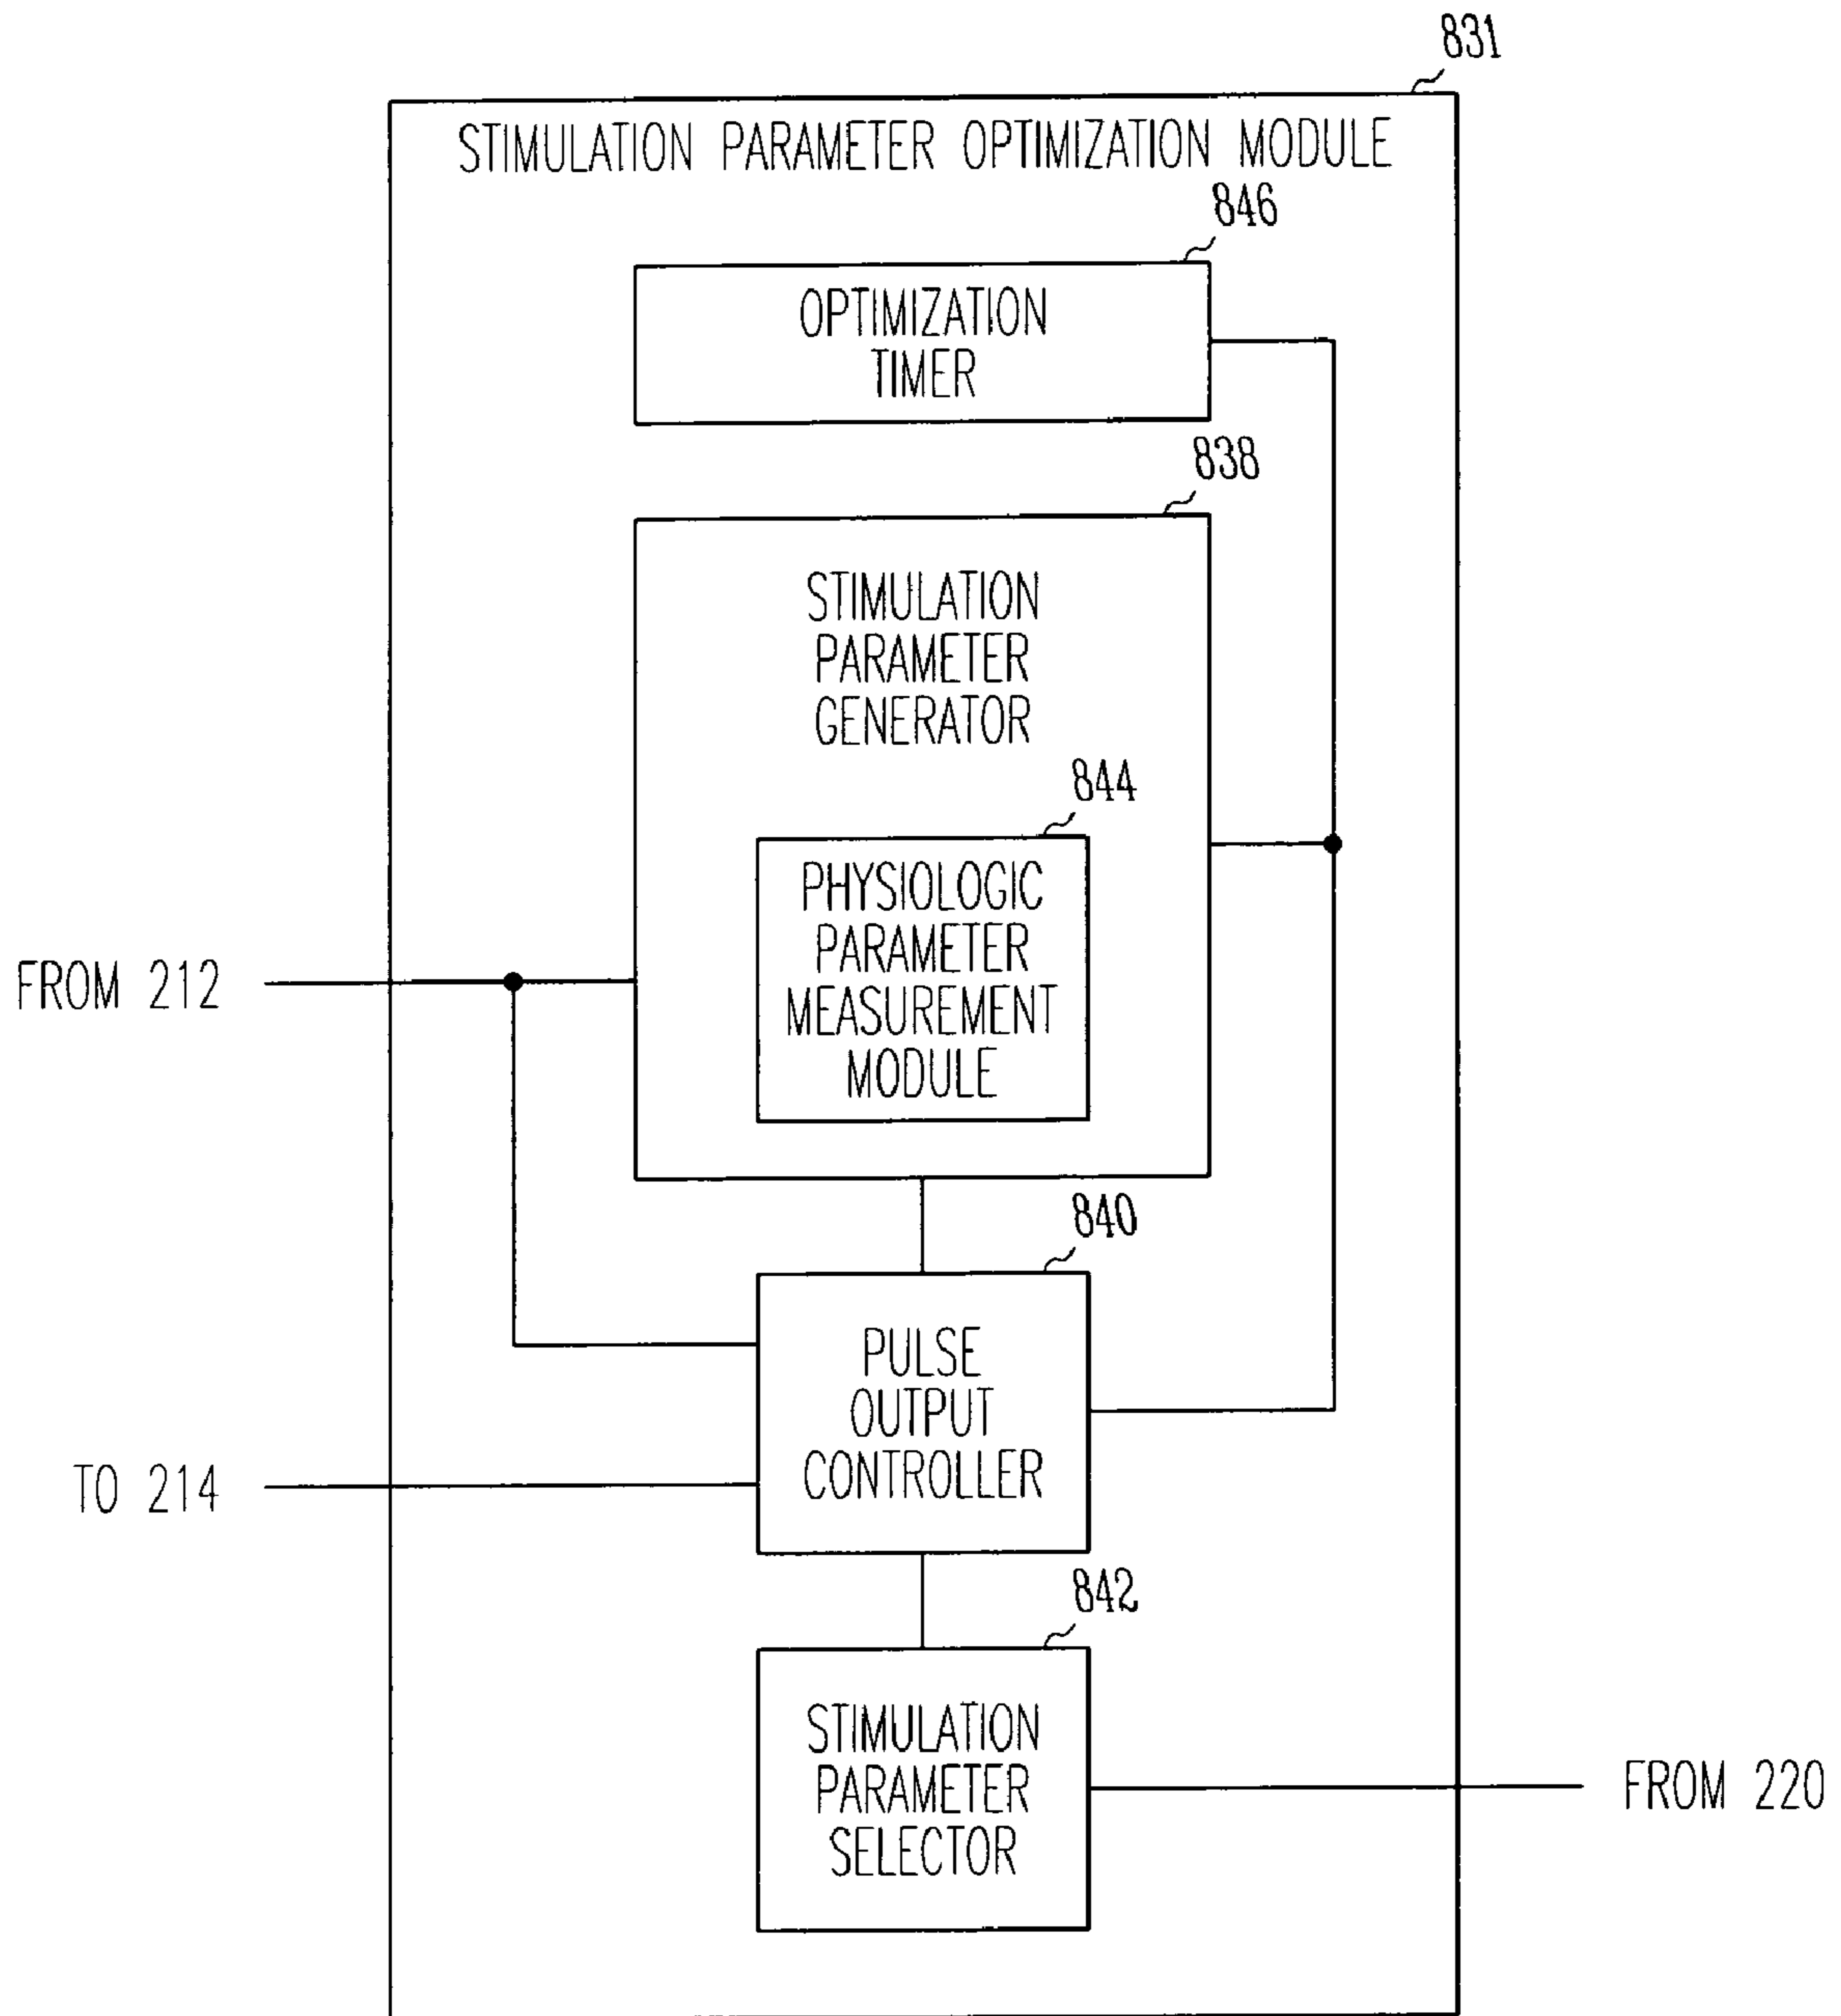 831
STIMULATION PARAMETER OPTIMIZATION MODULE
846
OPTIMIZATION
TIMER
838
STIMULATION
PARAMETER
GENERATOR
844
PHYSIOLOGIC
PARAMETER
MEASUREMENT
MODULE
FROM 212
840
PULSE
OUTPUT
CONTROLLER
TO 214
842
STIMULATION
PARAMETER
SELECTOR
FROM 220